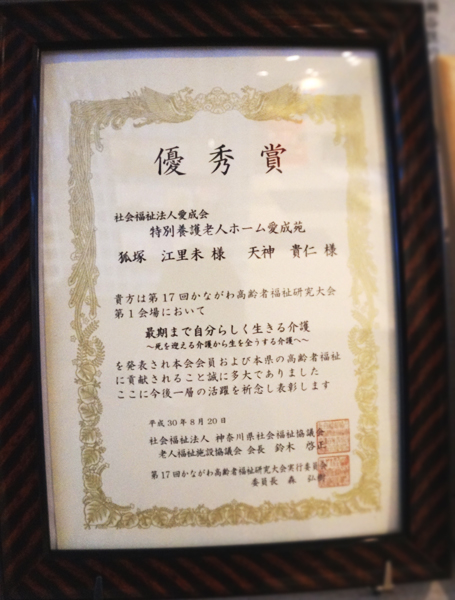 優秀賞
社会福祉法人愛成会
特別養護老人ホーム愛成苑
狐塚 江里未 様 天神 貴仁 様
貴方は第17回かながわ高齢者福祉研究大会
第1会場において
最期まで自分らしく生きる介護
～死を迎える介護から生を全うする介護へ～
を発表され本会会員および本県の高齢者福祉
に貢献されること誠に多大でありました
ここに今後一層の活躍を祈念し表彰します
平成30年8月20日
社会福祉法人 神奈川県社会福祉協議会
老人福祉施設協議会 会長 鈴木 啓正
第17回かながわ高齢者福祉研究大会実行委員会
委員長 森 弘